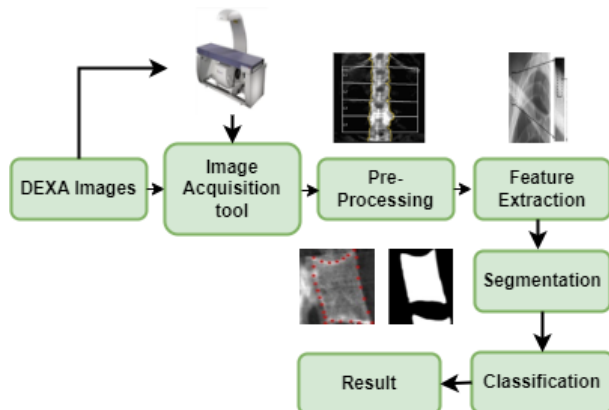 DEXA Images
Image
Acquisition
tool
Pre-
Processing
Feature
Extraction
Segmentation
Classification
Result